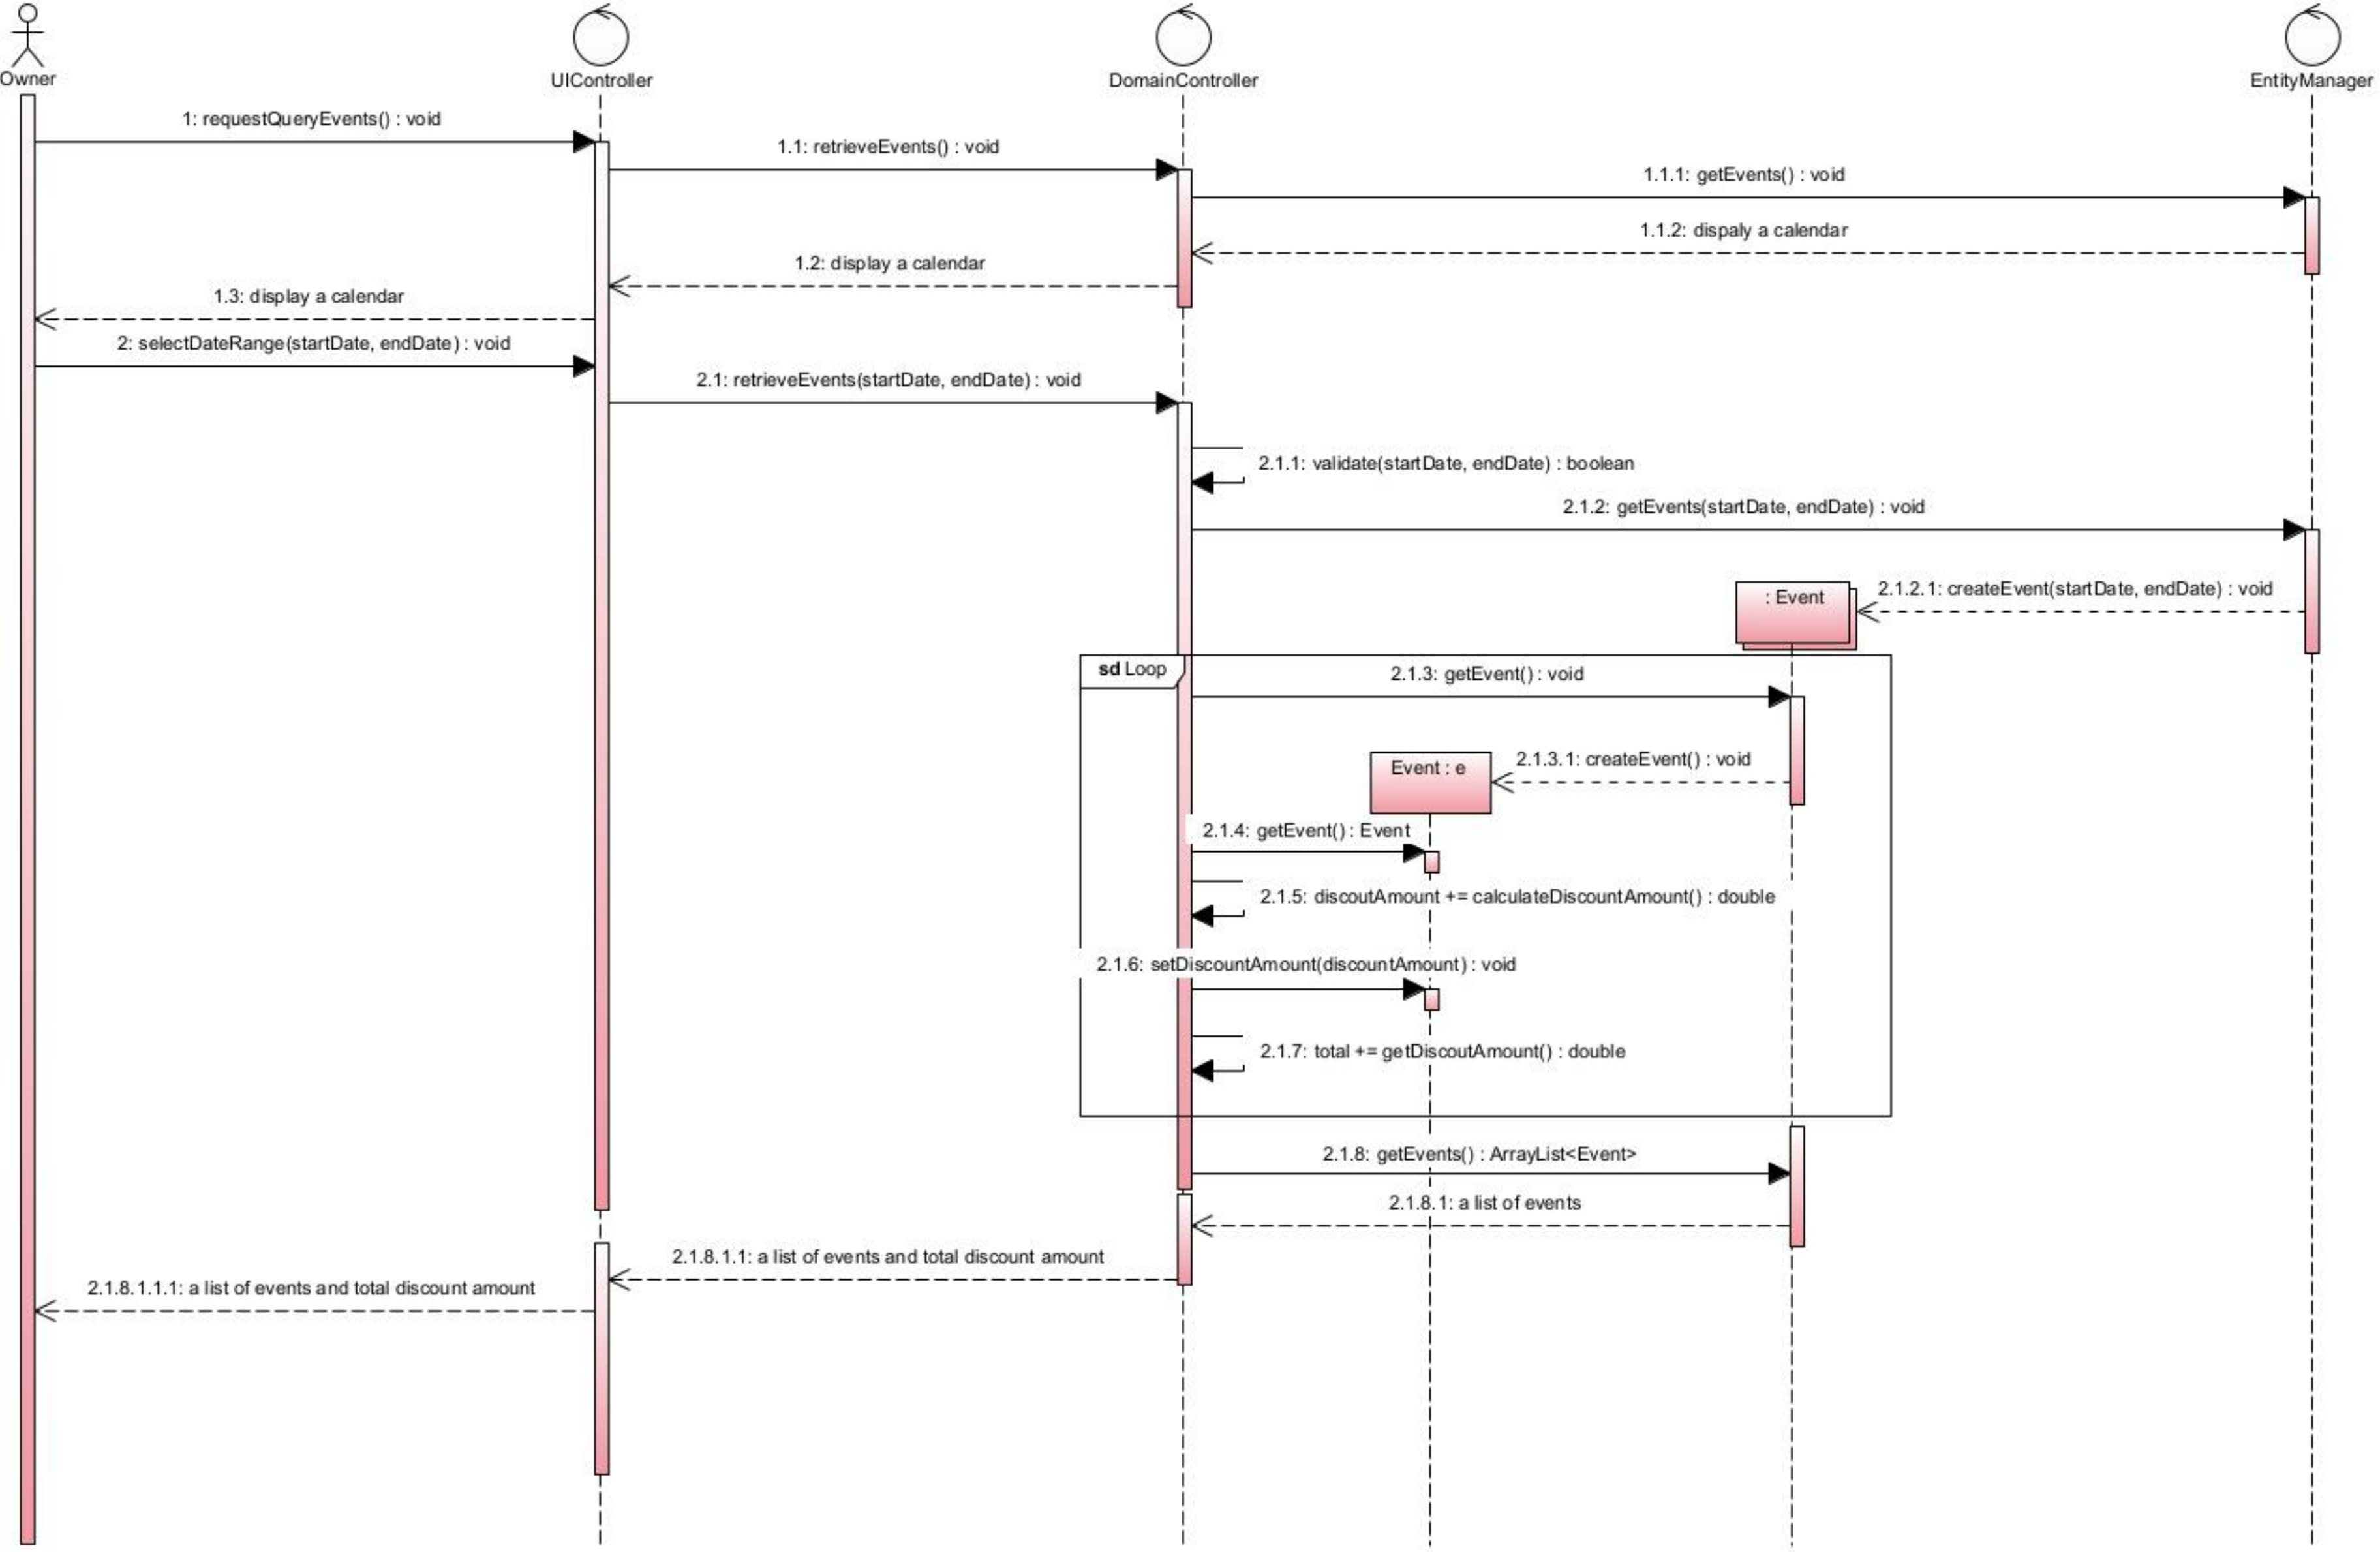 Owner
UIController
DomainController
EntityManager
1: requestQueryEvents() : void
1.1: retrieveEvents() : void
1.1.1: getEvents() : void
1.1.2: dispaly a calendar
1.2: display a calendar
1.3: display a calendar
2: selectDateRange(startDate, endDate) : void
2.1: retrieveEvents(startDate, endDate) : void
2.1.1: validate(startDate, endDate) : boolean
2.1.2: getEvents(startDate, endDate) : void
: Event
2.1.2.1: createEvent(startDate, endDate) : void
sd Loop
2.1.3: getEvent() : void
Event : e
2.1.3.1: createEvent() : void
2.1.4: getEvent() : Event
2.1.5: discoutAmount += calculateDiscountAmount() : double
2.1.6: setDiscountAmount(discountAmount) : void
2.1.7: total += getDiscoutAmount() : double
2.1.8: getEvents() : ArrayList<Event>
2.1.8.1: a list of events
2.1.8.1.1: a list of events and total discount amount
2.1.8.1.1.1: a list of events and total discount amount